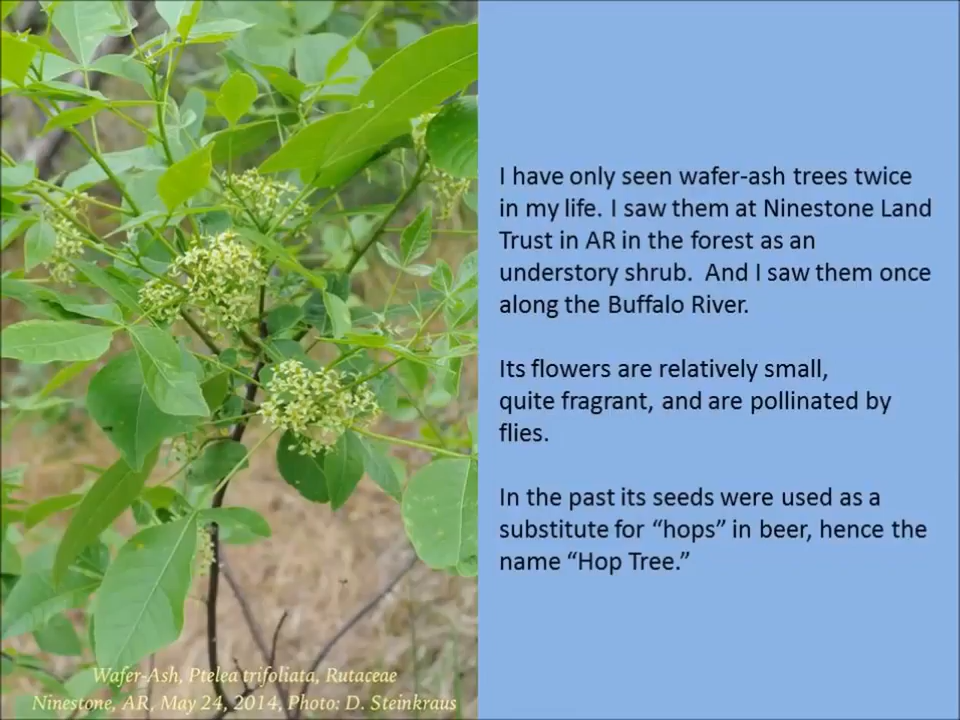 I have only seen wafer-ash trees twice
in my life. I saw them at Ninestone Land
Trust in AR in the forest as an
understory shrub.  And I saw them once
along the Buffalo River.
Its flowers are relatively small,
quite fragrant, and are pollinated by
flies.
In the past its seeds were used as a
substitute for “hops” in beer, hence the
name “Hop Tree.”
Wafer-Ash, Ptelea trifoliata, Rutaceae
Ninestone, AR, May 24, 2014, Photo: D. Steinkraus